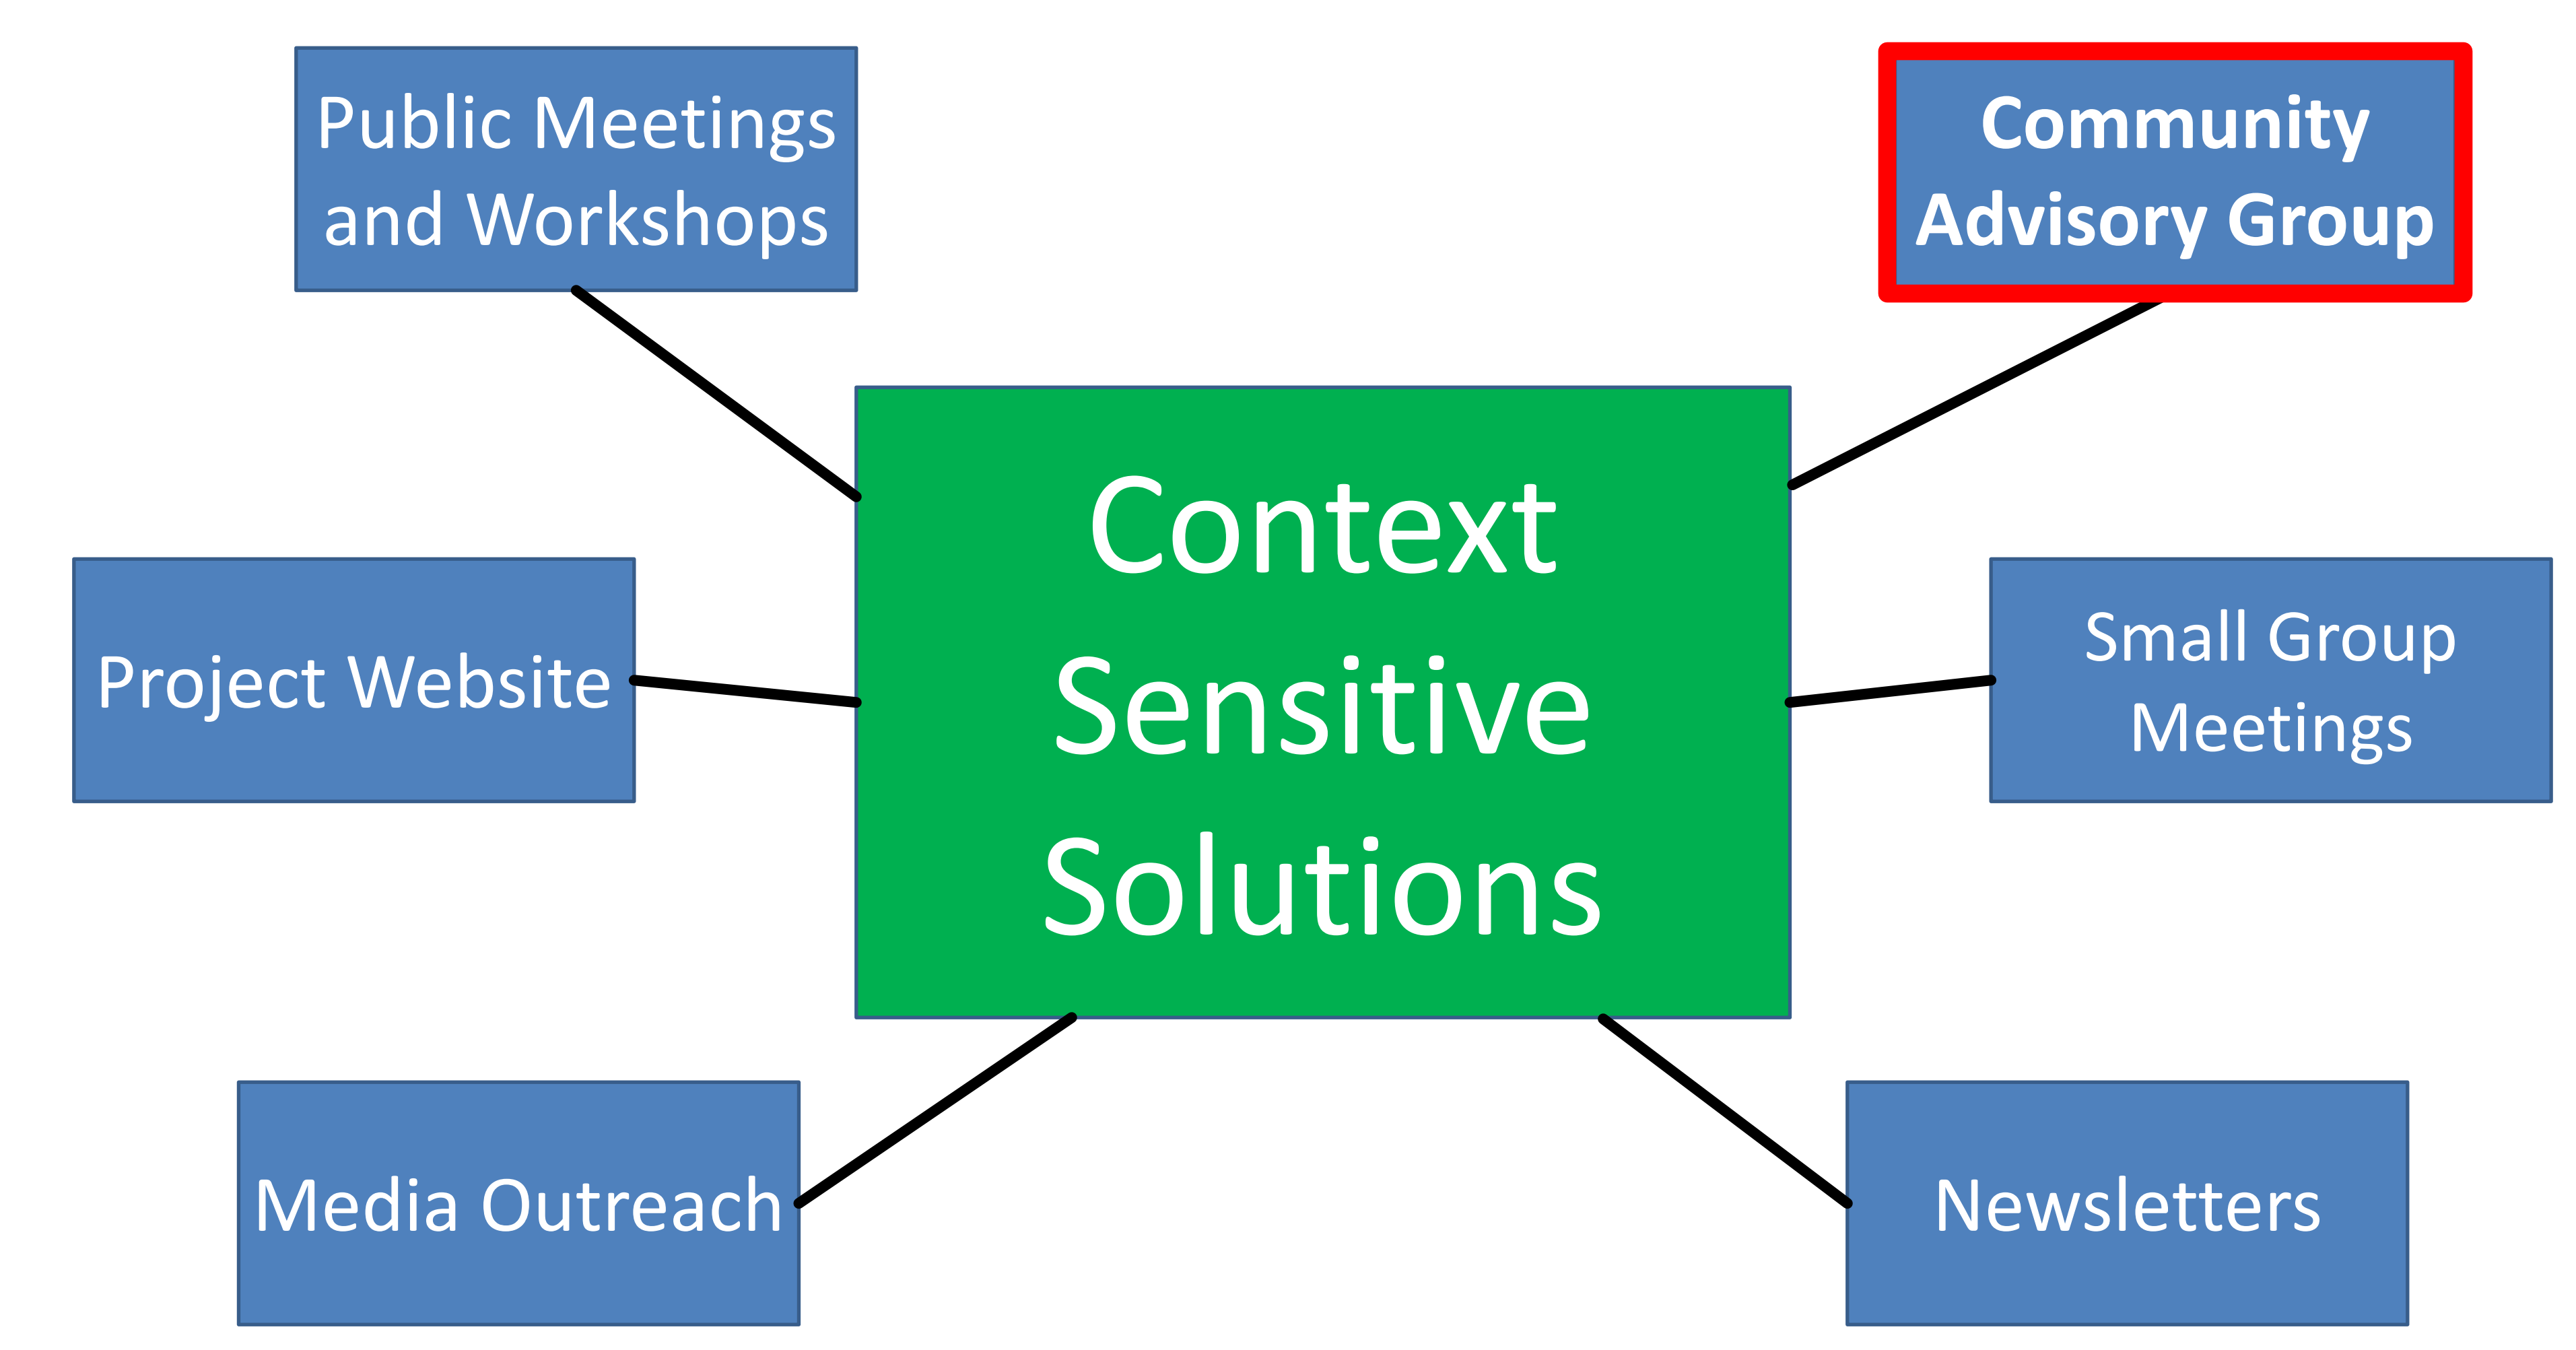 Public Meetings
and Workshops
Community
Advisory Group
Context
Sensitive
Solutions
Project Website
Small Group
Meetings
Media Outreach
Newsletters